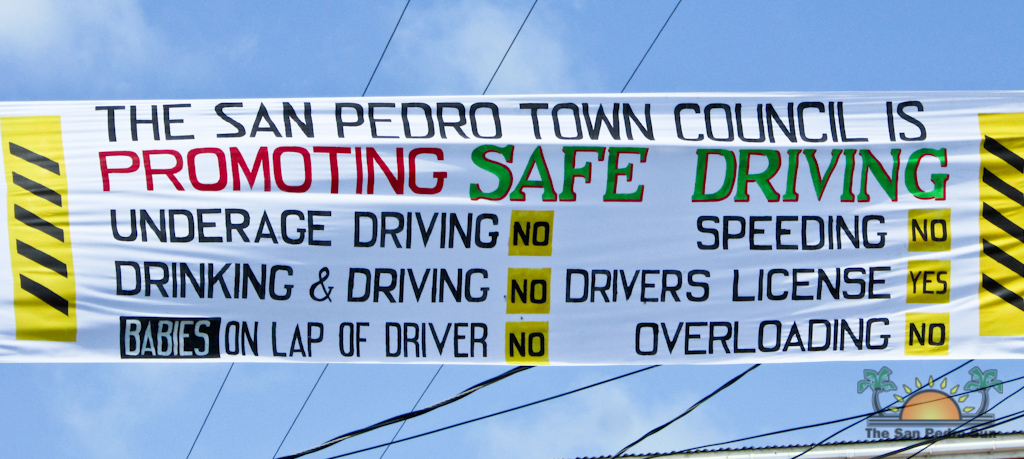 THE SAN PEDRO TOWN COUNCIL IS
PROMOTING SAFE DRIVING
UNDERAGE DRIVING NO SPEEDING NO
DRINKING & DRIVING NO DRIVERS LICENSE YES
BABIES ON LAP OF DRIVER NO OVERLOADING NO
The San Pedro Sun